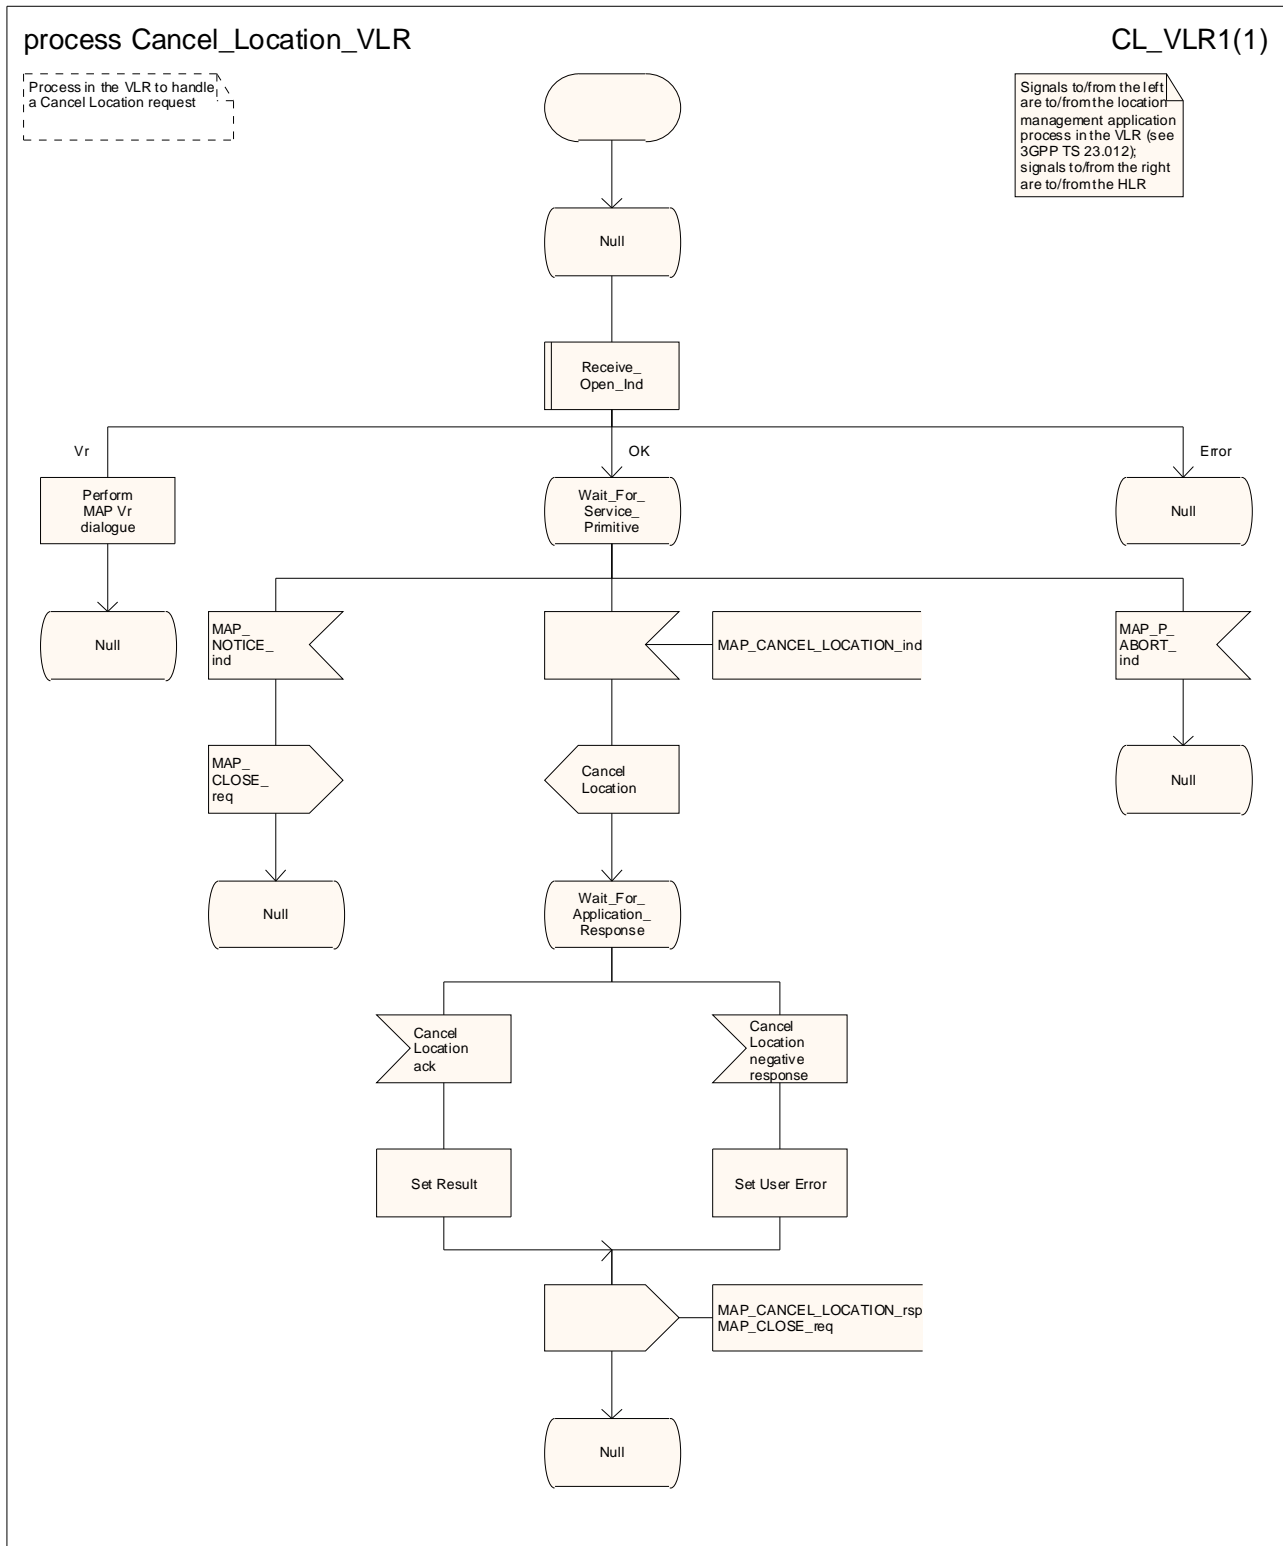 process Cancel_Location_VLR
CL_VLR1(1)
Process in the VLR to handle
a Cancel Location request
Signals to/from the left
are to/from the location
management application
process in the VLR (see
3GPP TS 23.012);
signals to/from the right
are to/from the HLR
Null
Receive_
Open_Ind
Vr
OK
Error
Perform
MAP Vr
dialogue
Wait_For_
Service_
Primitive
Null
Null
MAP_
NOTICE_
ind
MAP_CANCEL_LOCATION_ind
MAP_P_
ABORT_
ind
MAP_
CLOSE_
req
Cancel
Location
Null
Null
Wait_For_
Application_
Response
Cancel
Location
ack
Cancel
Location
negative
response
Set Result
Set User Error
MAP_CANCEL_LOCATION_rsp
MAP_CLOSE_req
Null